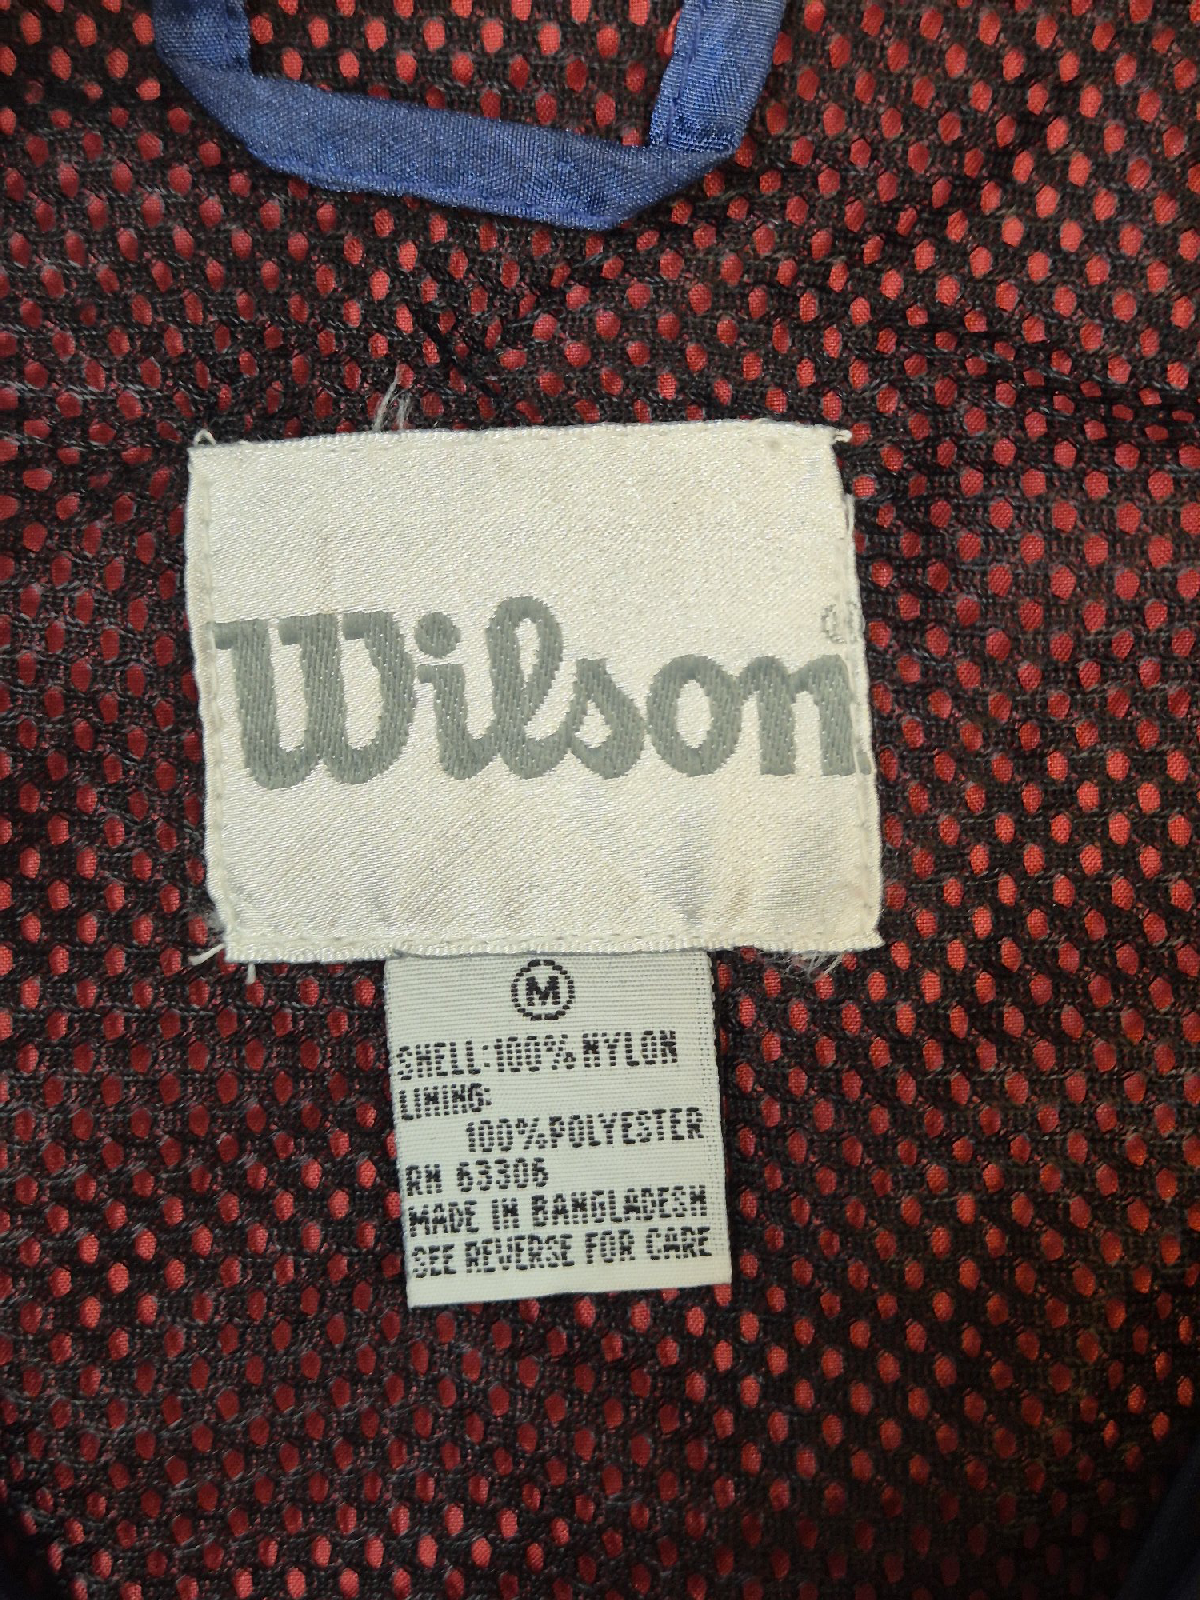 Wilson
M
SHELL:100% NYLON
LINING:
100%POLYESTER
RN 63306
MADE IN BANGLADESH
SEE REVERSE FOR CARE